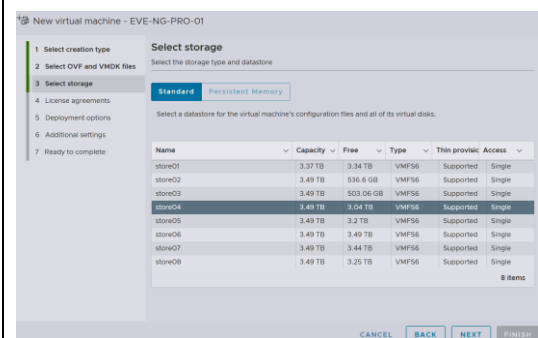 New virtual machine - EVE-NG-PRO-01
1 Select creation type
2 Select OVF and VMDK files
3 Select storage
4 License agreements
5 Deployment options
6 Additional settings
7 Ready to complete
Select storage
Select the storage type and datastore
Standard Persistent Memory
Select a datastore for the virtual machine's configuration files and all of its virtual disks.
Name Capacity Free Type Thin provisic Access
store01 3.37 TB 3.34 TB VMFS6 Supported Single
store02 3.49 TB 536.6 GB VMFS6 Supported Single
store03 3.49 TB 503.06 GB VMFS6 Supported Single
store04 3.49 TB 3.04 TB VMFS6 Supported Single
store05 3.49 TB 3.2 TB VMFS6 Supported Single
store06 3.49 TB 3.49 TB VMFS6 Supported Single
store07 3.49 TB 3.44 TB VMFS6 Supported Single
store08 3.49 TB 3.25 TB VMFS6 Supported Single
8 items
CANCEL BACK NEXT FINISH